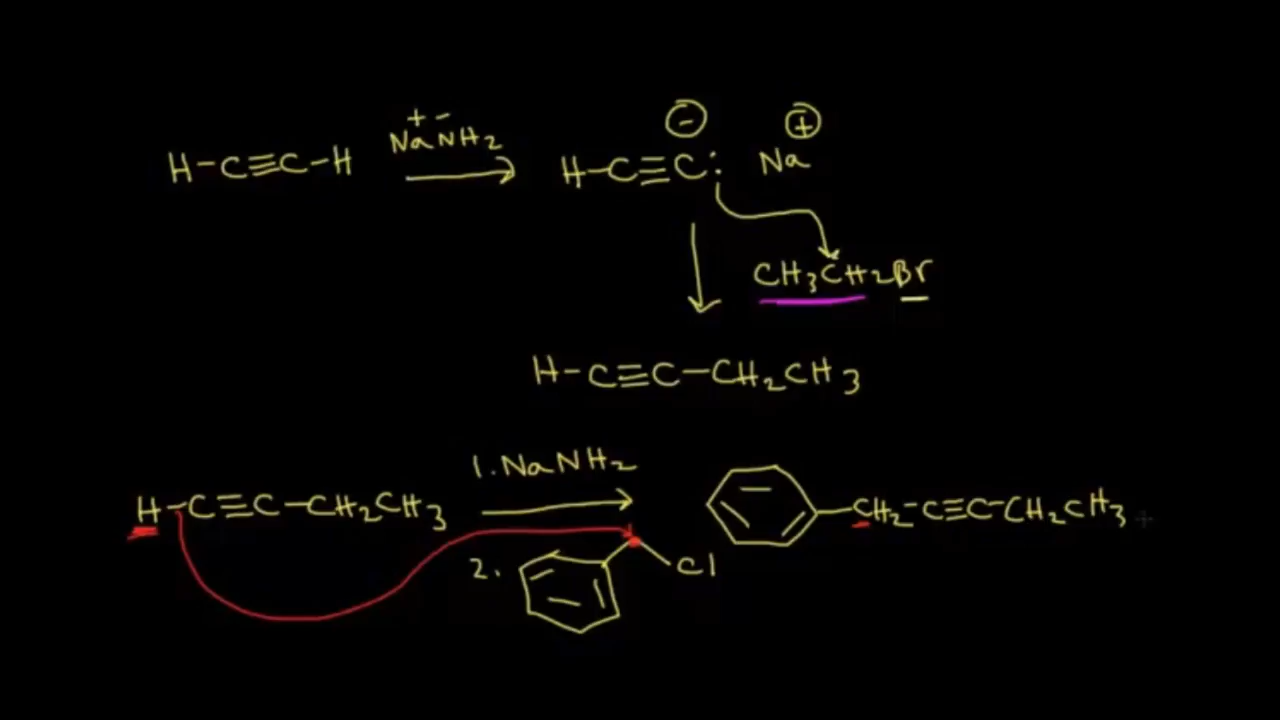 H-C≡C-H
+ -
NaNH2
H-C≡C:
-
Na
+
CH3CH2Br
H-C≡C-CH2CH3
H-C≡C-CH2CH3
1. NaNH2
2.
Cl
CH2-C≡C-CH2CH3